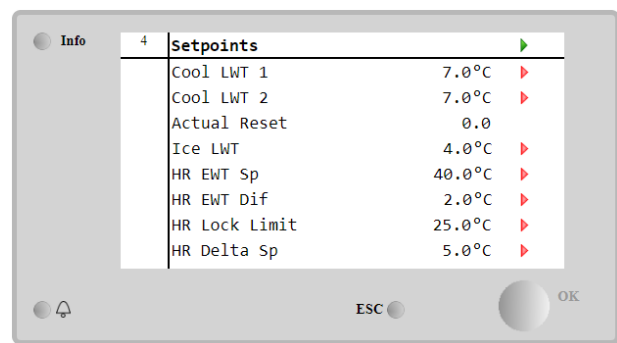 Info
4 Setpoints
Cool LWT 1 7.0°C
Cool LWT 2 7.0°C
Actual Reset 0.0
Ice LWT 4.0°C
HR EWT Sp 40.0°C
HR EWT Dif 2.0°C
HR Lock Limit 25.0°C
HR Delta Sp 5.0°C
ESC OK